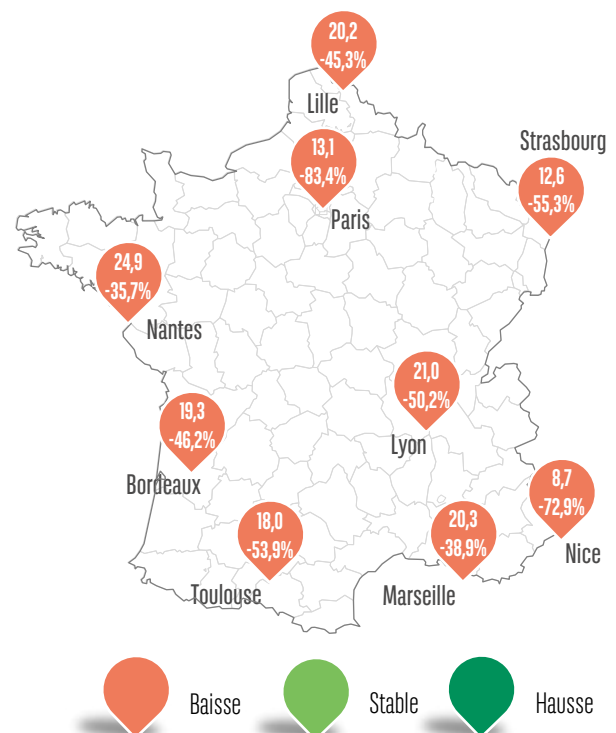 20,2
-45,3%
Lille
13,1
-83,4%
Paris
Strasbourg
12,6
-55,3%
24,9
-35,7%
Nantes
21,0
-50,2%
Lyon
19,3
-46,2%
Bordeaux
8,7
-72,9%
Nice
18,0
-53,9%
Toulouse
20,3
-38,9%
Marseille
Baisse
Stable
Hausse